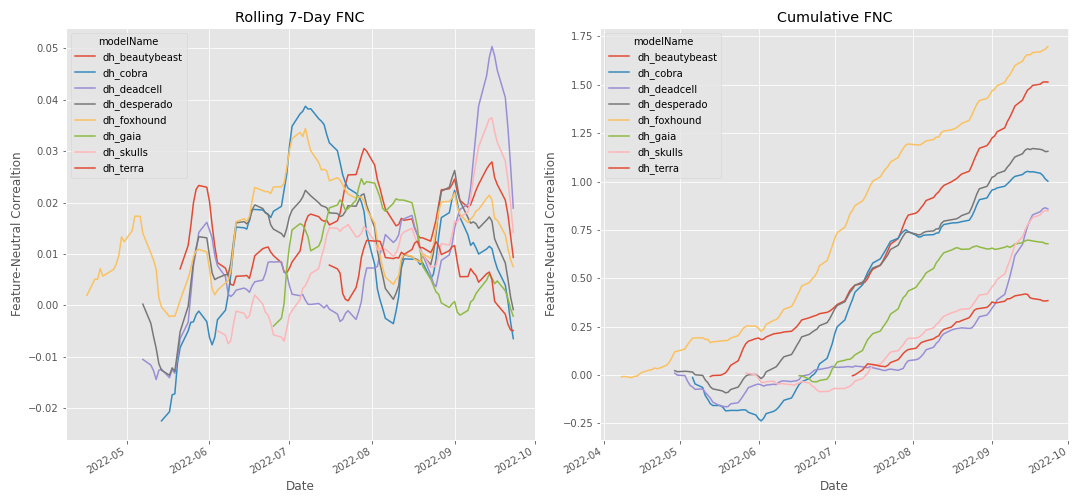 Rolling 7-Day FNC
Feature-Neutral Correaltion
0.05
0.04
0.03
0.02
0.01
0.00
−0.01
−0.02
modelName
dh_beautybeast
dh_cobra
dh_deadcell
dh_desperado
dh_foxhound
dh_gaia
dh_skulls
dh_terra
2022-05
2022-06
2022-07
2022-08
2022-09
2022-10
Date
Cumulative FNC
Feature-Neutral Correaltion
1.75
1.50
1.25
1.00
0.75
0.50
0.25
0.00
−0.25
modelName
dh_beautybeast
dh_cobra
dh_deadcell
dh_desperado
dh_foxhound
dh_gaia
dh_skulls
dh_terra
2022-04
2022-05
2022-06
2022-07
2022-08
2022-09
2022-10
Date